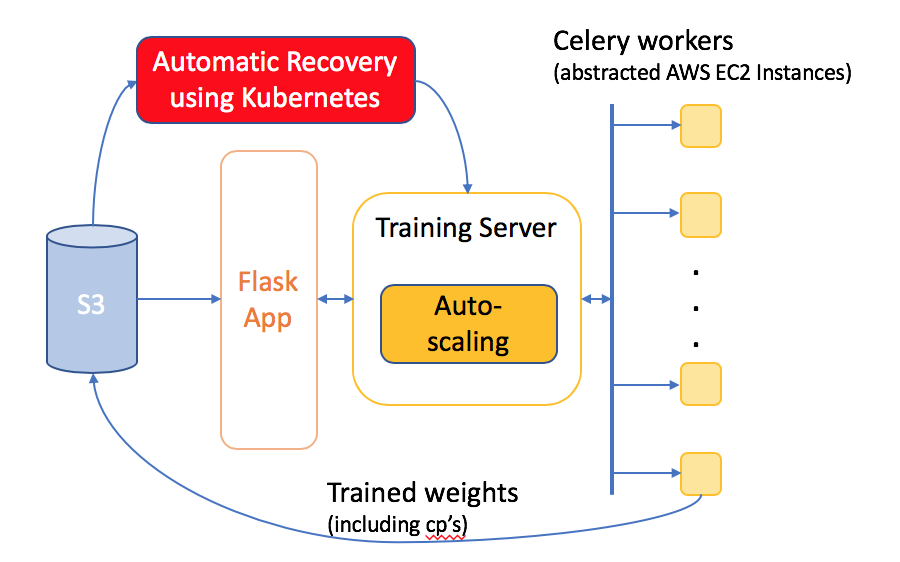 Celery workers
(abstracted AWS EC2 Instances)
Automatic Recovery
using Kubernetes
Training Server
Flask
App
S3
Auto-
scaling
Trained weights
(including cp’s)